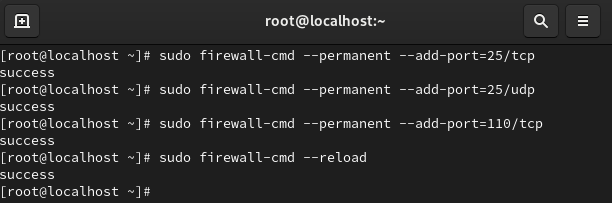 root@localhost:~
[root@localhost ~]# sudo firewall-cmd --permanent --add-port=25/tcp
success
[root@localhost ~]# sudo firewall-cmd --permanent --add-port=25/udp
success
[root@localhost ~]# sudo firewall-cmd --permanent --add-port=110/tcp
success
[root@localhost ~]# sudo firewall-cmd --reload
success
[root@localhost ~]#